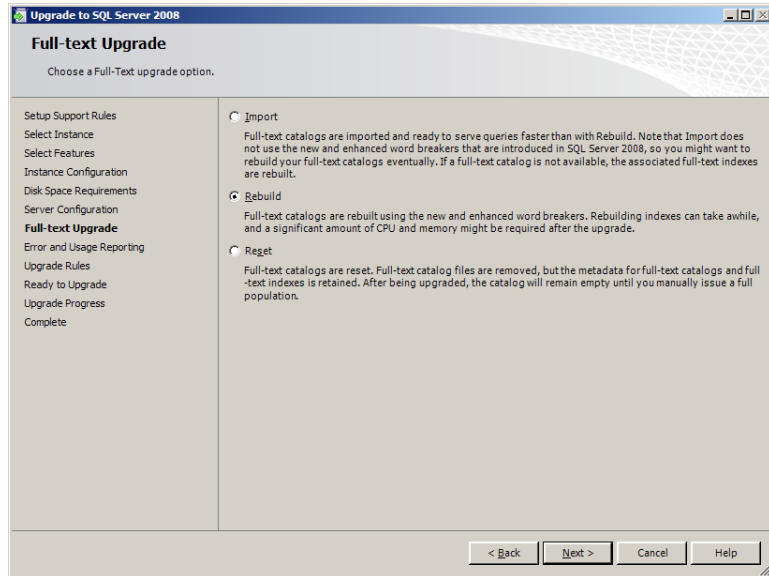 Upgrade to SQL Server 2008
Full-text Upgrade
Choose a Full-Text upgrade option.
Setup Support Rules
Select Instance
Select Features
Instance Configuration
Disk Space Requirements
Server Configuration
Full-text Upgrade
Error and Usage Reporting
Upgrade Rules
Ready to Upgrade
Upgrade Progress
Complete
Import
Full-text catalogs are imported and ready to serve queries faster than with Rebuild. Note that Import does
not use the new and enhanced word breakers that are introduced in SQL Server 2008, so you might want to
rebuild your full-text catalogs eventually. If a full-text catalog is not available, the associated full-text indexes
are rebuilt.
Rebuild
Full-text catalogs are rebuilt using the new and enhanced word breakers. Rebuilding indexes can take awhile,
and a significant amount of CPU and memory might be required after the upgrade.
Reset
Full-text catalogs are reset. Full-text catalog files are removed, but the metadata for full-text catalogs and full
-text indexes is retained. After being upgraded, the catalog will remain empty until you manually issue a full
population.
< Back Next > Cancel Help